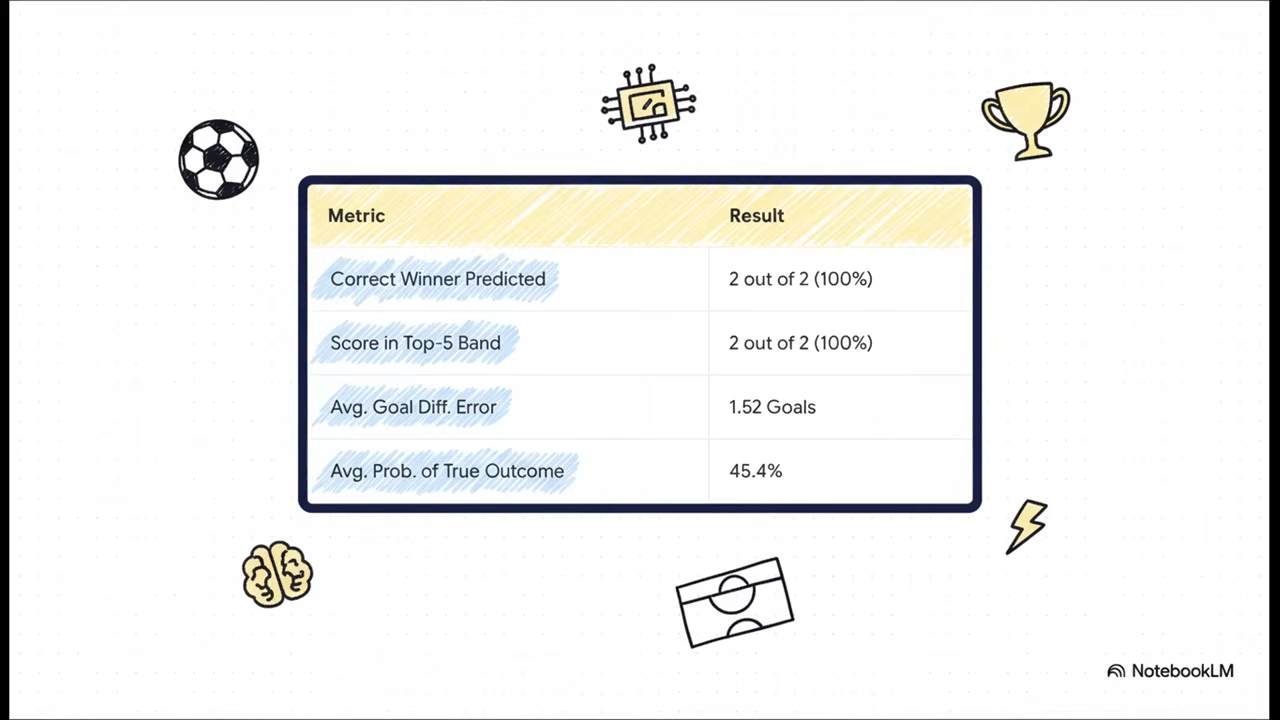 Metric Result
Correct Winner Predicted 2 out of 2 (100%)
Score in Top-5 Band 2 out of 2 (100%)
Avg. Goal Diff. Error 1.52 Goals
Avg. Prob. of True Outcome 45.4%
NotebookLM